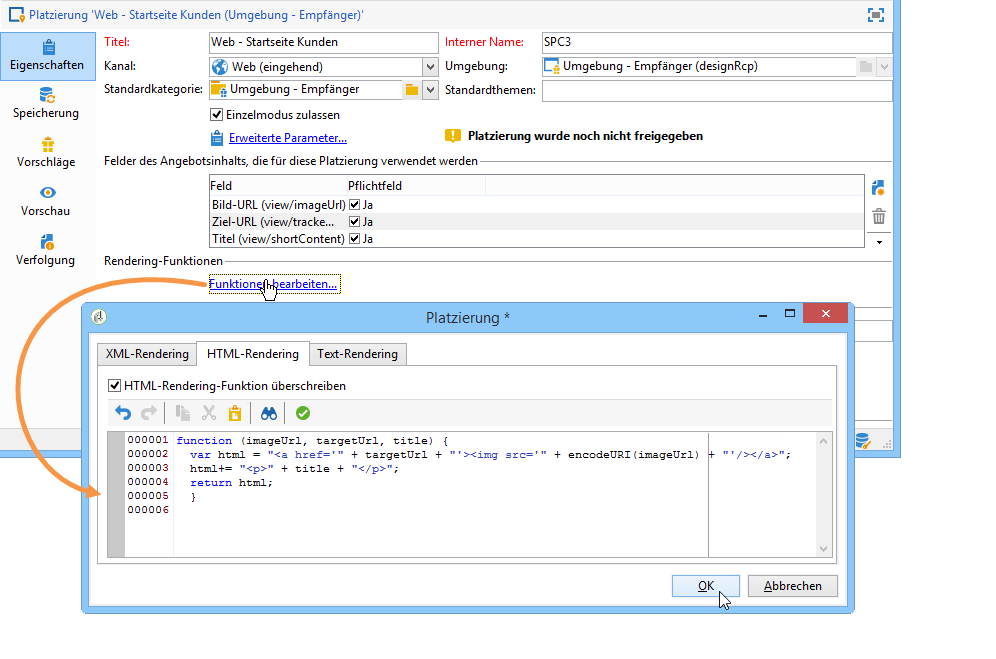 Platzierung 'Web - Startseite Kunden (Umgebung - Empfänger)'
Eigenschaften
Speicherung
Vorschläge
Vorschau
Verfolgung
Titel: Web - Startseite Kunden Interner Name: SPC3
Kanal: Web (eingehend) Umgebung: Umgebung - Empfänger (designRcp)
Standardkategorie: Umgebung - Empfänger Standardthemen:
Einzelmodus zulassen
Erweiterte Parameter... Platzierung wurde noch nicht freigegeben
Felder des Angebotsinhalts, die für diese Platzierung verwendet werden
Feld Pflichtfeld
Bild-URL (view/imageUrl) Ja
Ziel-URL (view/tracke... Ja
Titel (view/shortContent) Ja
Rendering-Funktionen
Funktionen bearbeiten...
Platzierung *
XML-Rendering HTML-Rendering Text-Rendering
HTML-Rendering-Funktion überschreiben
000001 function (imageUrl, targetUrl, title) {
000002 var html = "<a href='" + targetUrl + "'><img src='" + encodeURI(imageUrl) + "'/></a>";
000003 html+= "<p>" + title + "</p>";
000004 return html;
000005 }
000006
OK Abbrechen